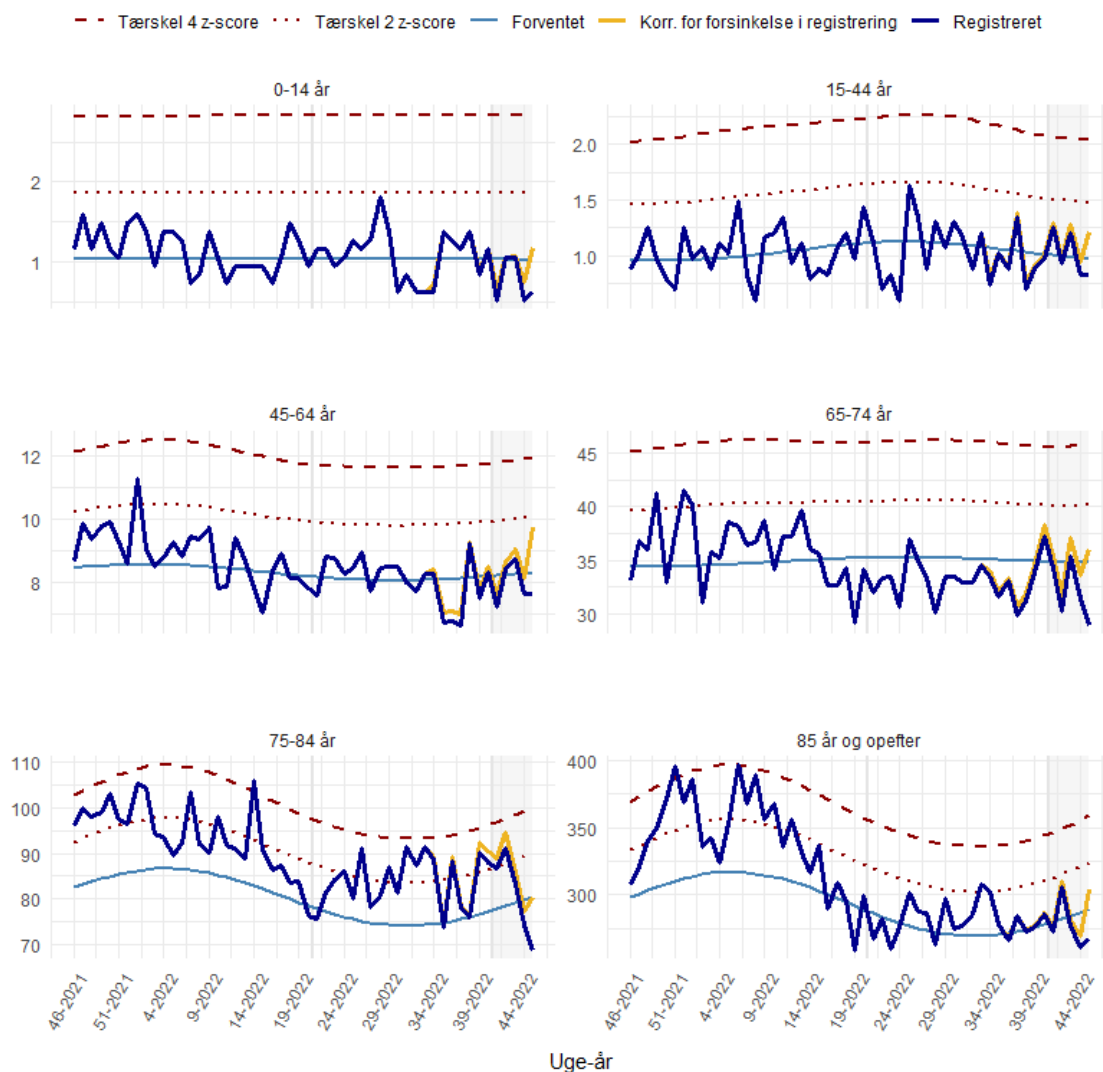 Tærskel 4 z-score Tærskel 2 z-score Forventet Korr. for forsinkelse i registrering Registreret
0-14 år
2
1
15-44 år
2.0
1.5
1.0
45-64 år
12
10
8
65-74 år
45
40
35
30
75-84 år
110
100
90
80
70
46-2021 51-2021 4-2022 9-2022 14-2022 19-2022 24-2022 29-2022 34-2022 39-2022 44-2022
85 år og opefter
400
350
300
46-2021 51-2021 4-2022 9-2022 14-2022 19-2022 24-2022 29-2022 34-2022 39-2022 44-2022
Uge-år